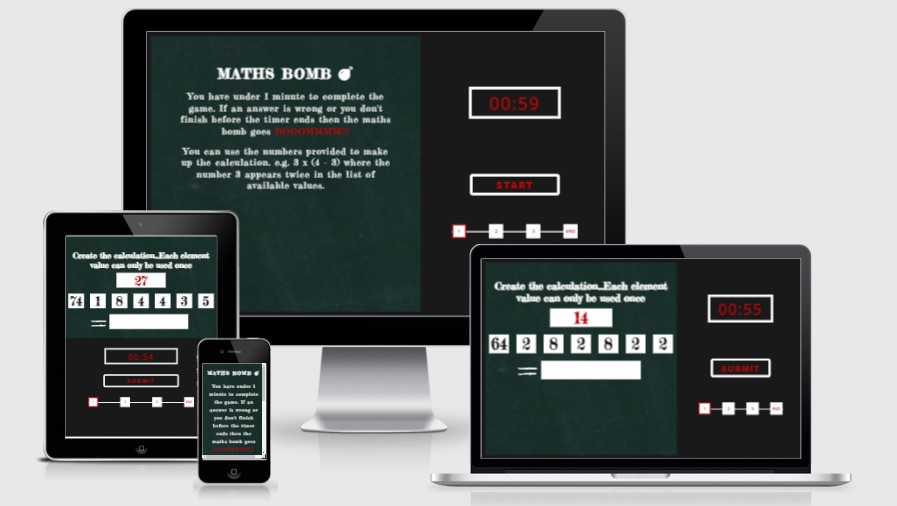 MATHS BOMB
You have under 1 minute to complete the
game. If an answer is wrong or you don't
finish before the timer ends then the maths
bomb goes BOOOMMMM!!!
You can use the numbers provided to make
up the calculation. e.g. 3 x (4 - 3) where the
number 3 appears twice in the list of
available values.
00:59
START
1 2 3 END
Create the calculation...Each element
value can only be used once
27
74 1 8 4 4 3 5
=
00:54
SUBMIT
1
MATHS BOMB
You have under 1
minute to complete
the game. If an
answer is wrong or
you don't finish
before the timer
ends then the
maths bomb goes
Create the calculation...Each element
value can only be used once
14
64 2 8 2 8 2 2
=
00:55
SUBMIT
1 2 3 END